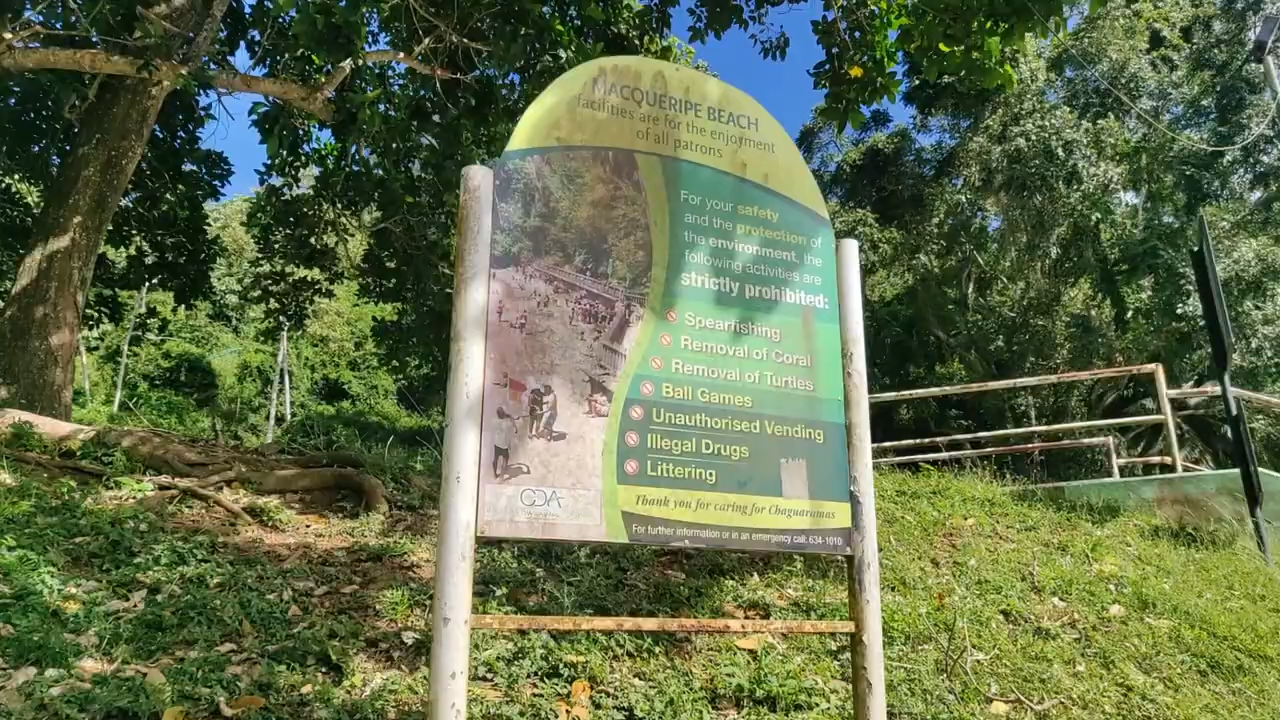 MACQUERIPE BEACH
facilities are for the enjoyment
of all patrons
For your safety
and the protection of
the environment, the
following activities are
strictly prohibited:
Spearfishing
Removal of Coral
Removal of Turtles
Ball Games
Unauthorised Vending
Illegal Drugs
Littering
CDA
Thank you for caring for Chaguaramas
For further information or in an emergency call: 634-1010